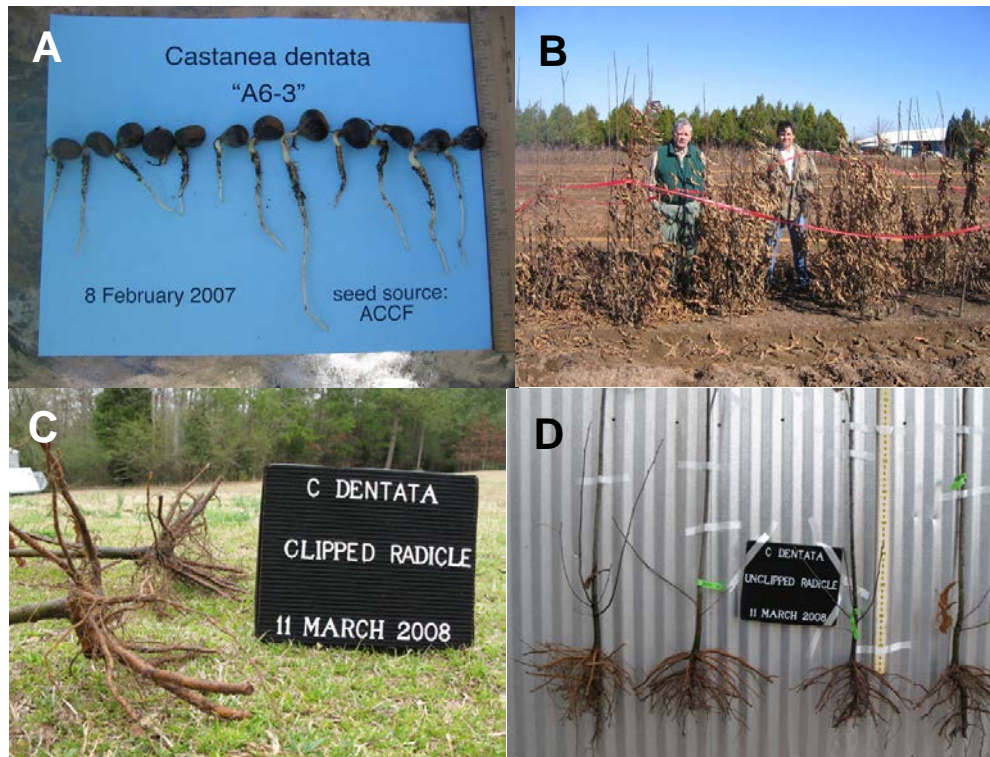 A
Castanea dentata
"A6-3"
8 February 2007
seed source:
ACCF
B
C
C DENTATA
CLIPPED RADICLE
11 MARCH 2008
D
C DENTATA
UNCLIPPED RADICLE
11 MARCH 2008